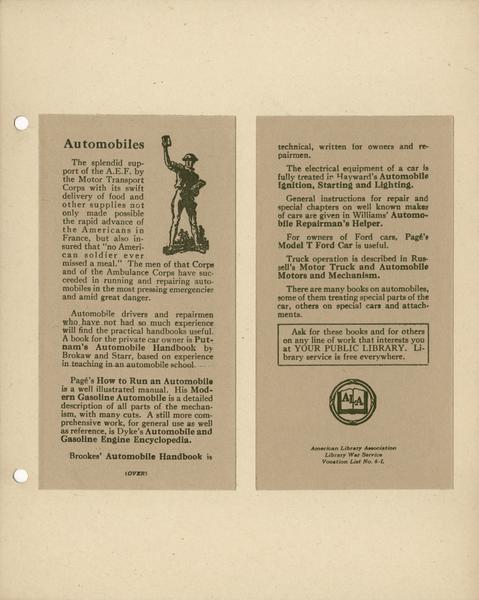 Automobiles
The splendid sup-
port of the A.E.F. by
the Motor Transport
Corps with its swift
delivery of food and
other supplies not
only made possible
the rapid advance of
the Americans in
France, but also in-
sured that "no Ameri-
can soldier ever
missed a meal." The men of that Corps
and of the Ambulance Corps have suc-
ceeded in running and repairing auto-
mobiles in the most pressing emergencies
and amid great danger.
Automobile drivers and repairmen
who have not had so much experience
will find the practical handbooks useful.
A book for the private car owner is Put-
nam's Automobile Handbook by
Brokaw and Starr, based on experience
in teaching in an automobile school.
Pagé's How to Run an Automobile
is a well illustrated manual. His Mod-
ern Gasoline Automobile is a detailed
description of all parts of the mechan-
ism, with many cuts. A still more com-
prehensive work, for general use as well
as reference, is Dyke's Automobile and
Gasoline Engine Encyclopedia.
Brookes' Automobile Handbook is
(OVER)
technical, written for owners and re-
pairmen.
The electrical equipment of a car is
fully treated in Hayward's Automobile
Ignition, Starting and Lighting.
General instructions for repair and
special chapters on well known makes
of cars are given in Williams' Automo-
bile Repairman's Helper.
For owners of Ford cars, Pagé's
Model T Ford Car is useful.
Truck operation is described in Rus-
sell's Motor Truck and Automobile
Motors and Mechanism.
There are many books on automobiles,
some of them treating special parts of the
car, others on special cars and attach-
ments.
Ask for these books and for others
on any line of work that interests you
at YOUR PUBLIC LIBRARY. Li-
brary service is free everywhere.
ALA
American Library Association
Library War Service
Vocation List No. 6-L